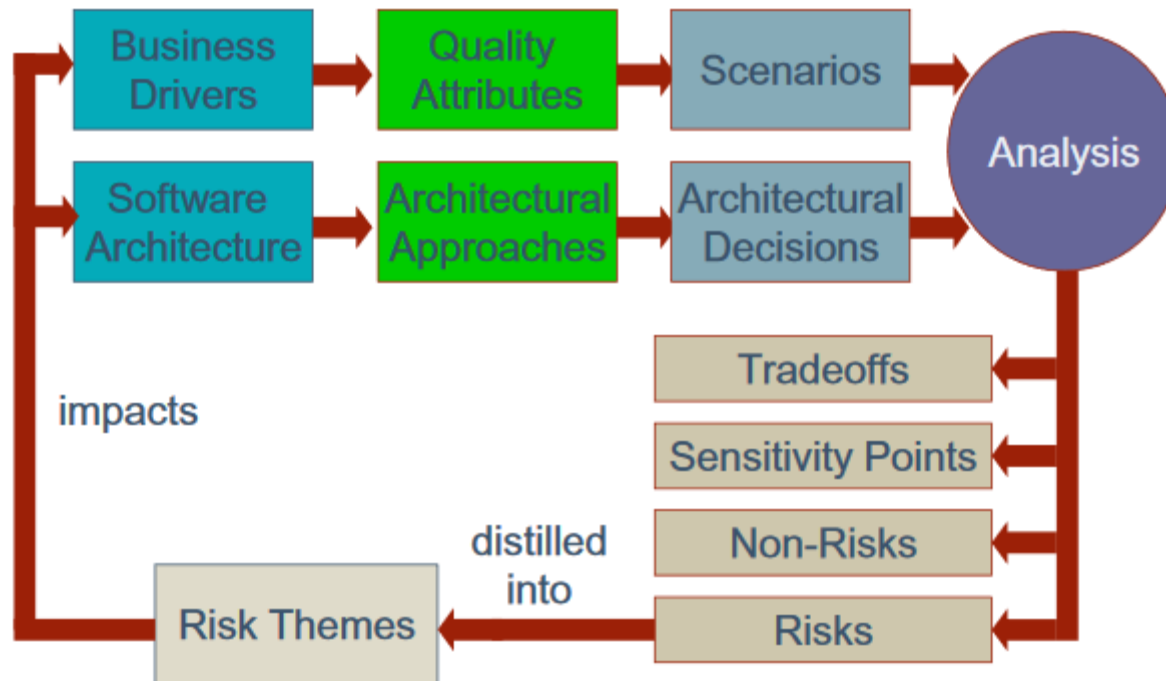 Business
Drivers
Quality
Attributes
Scenarios
Analysis
Software
Architecture
Architectural
Approaches
Architectural
Decisions
Tradeoffs
impacts
Sensitivity Points
Non-Risks
distilled
into
Risk Themes
Risks